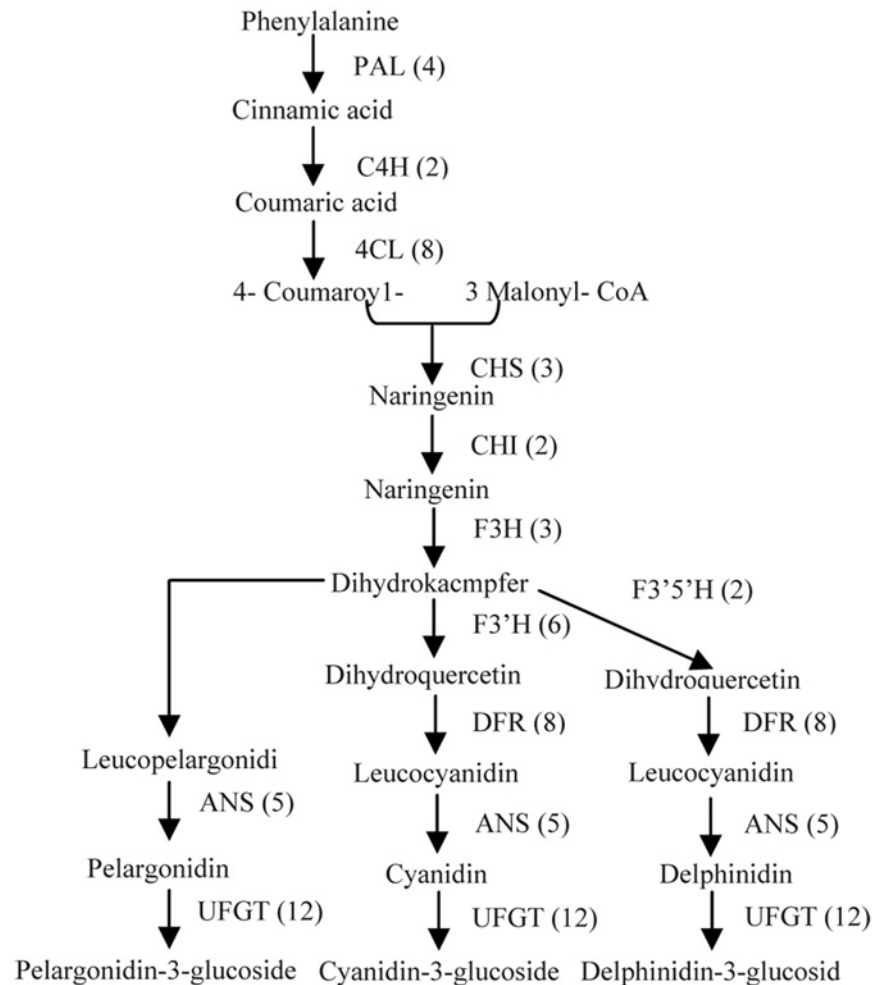 Phenylalanine
PAL (4)
Cinnamic acid
C4H (2)
Coumaric acid
4CL (8)
4- Coumaroy1- 3 Malonyl- CoA
CHS (3)
Naringenin
CHI (2)
Naringenin
F3H (3)
Dihydrokacmpfer
F3'5'H (2)
F3'H (6)
Dihydroquercetin Dihydroquercetin
DFR (8) DFR (8)
Leucopelargonidi Leucocyanidin Leucocyanidin
ANS (5) ANS (5) ANS (5)
Pelargonidin Cyanidin Delphinidin
UFGT (12) UFGT (12) UFGT (12)
Pelargonidin-3-glucoside Cyanidin-3-glucoside Delphinidin-3-glucosid